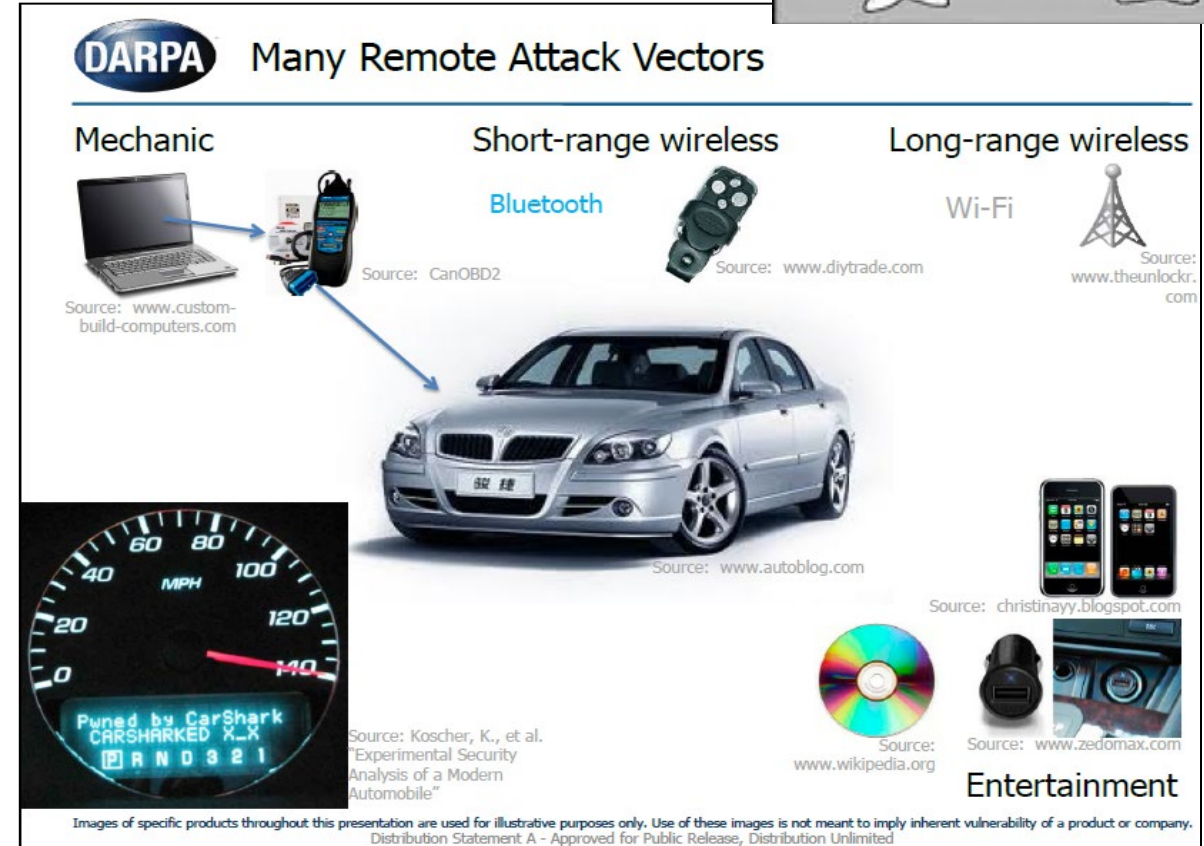 DARPA
Many Remote Attack Vectors
Mechanic
Source: www.custom-
build-computers.com
Source: CanOBD2
Short-range wireless
Bluetooth
Source: www.diytrade.com
Long-range wireless
Wi-Fi
Source:
www.theunlockr.
com
骏 捷
Source: www.autoblog.com
0
20
40
60
80
100
120
140
MPH
Pwned by CarShark
CARSHARKED X_X
P R N D 3 2 1
Source: Koscher, K., et al.
"Experimental Security
Analysis of a Modern
Automobile"
Source: christinayy.blogspot.com
Source:
www.wikipedia.org
Source: www.zedomax.com
Entertainment
Images of specific products throughout this presentation are used for illustrative purposes only. Use of these images is not meant to imply inherent vulnerability of a product or company.
Distribution Statement A - Approved for Public Release, Distribution Unlimited